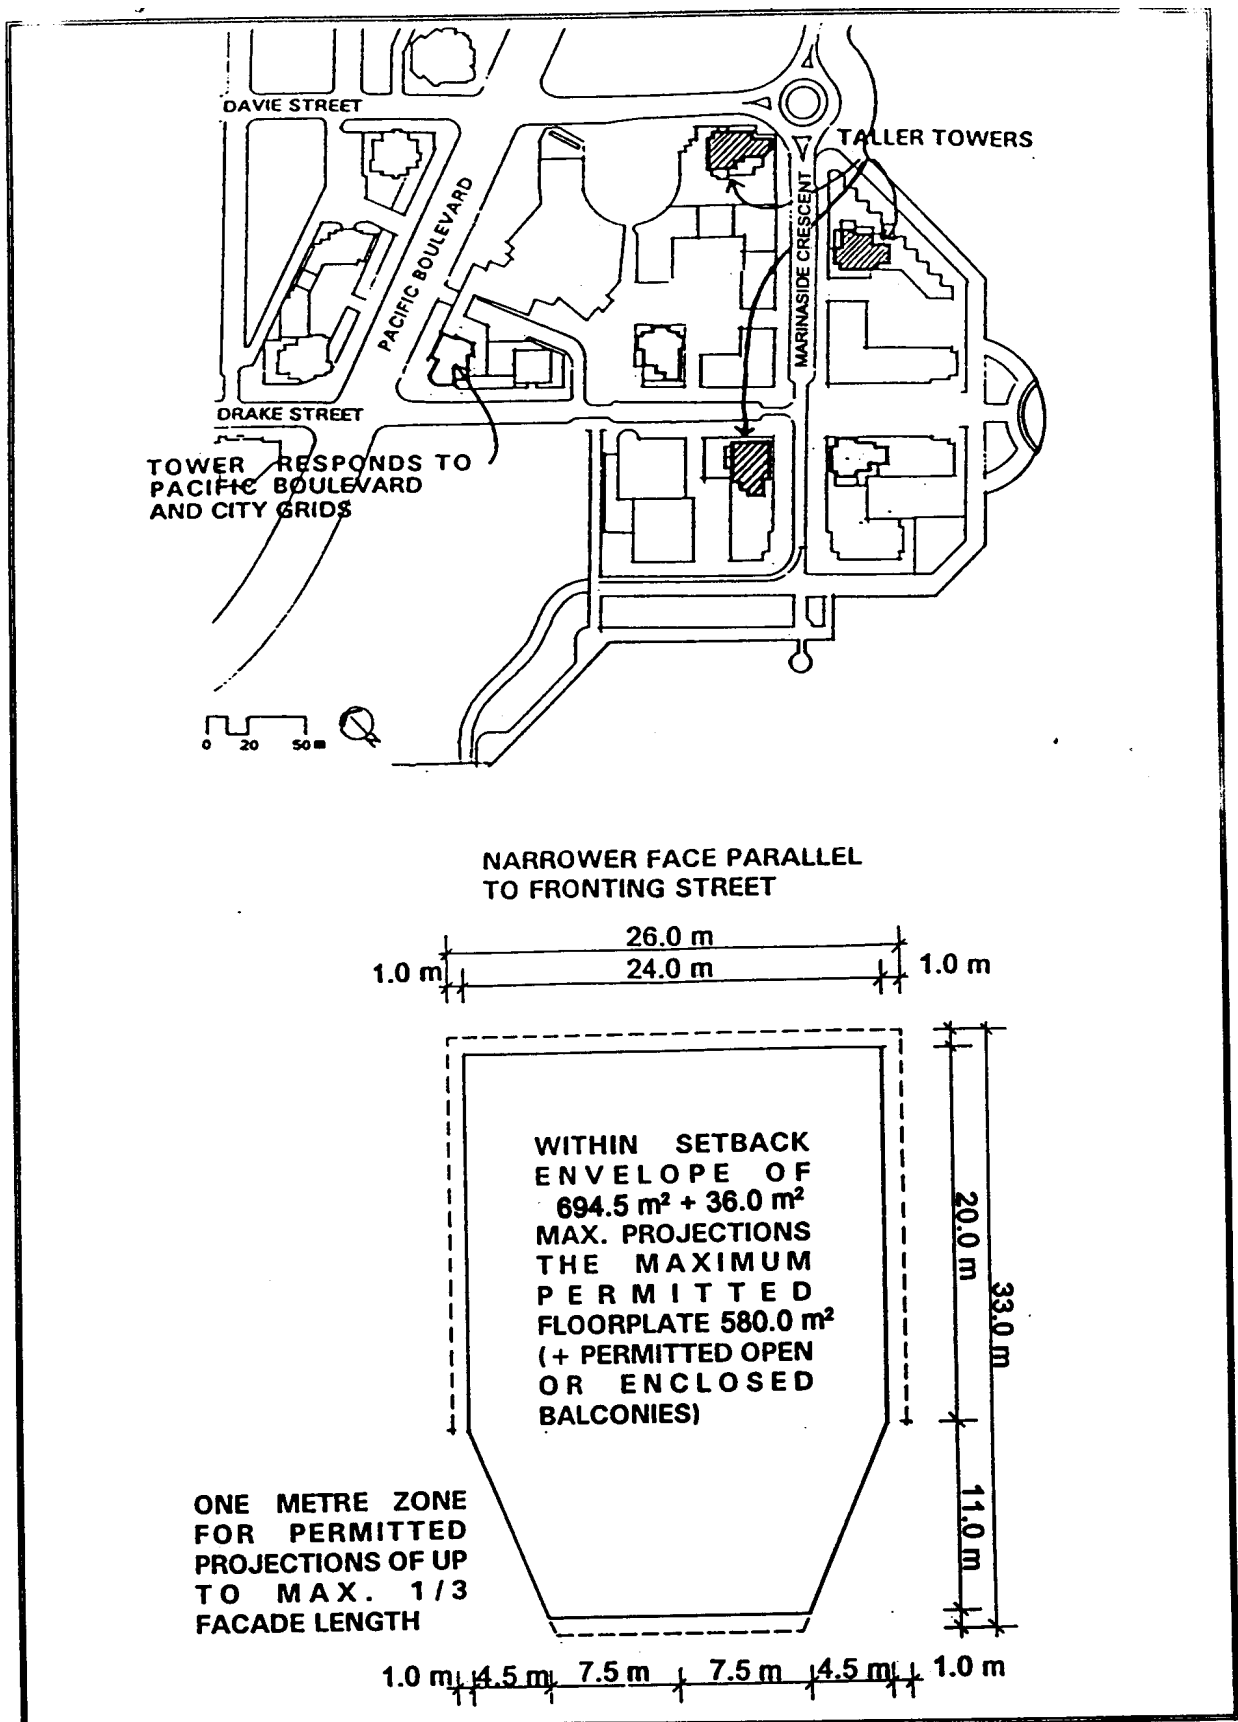 DAVIE STREET
TALLER TOWERS
PACIFIC BOULEVARD
MARINASIDE CRESCENT
DRAKE STREET
TOWER RESPONDS TO
PACIFIC BOULEVARD
AND CITY GRIDS
0 20 50 m
N
NARROWER FACE PARALLEL
TO FRONTING STREET
26.0 m
1.0 m 24.0 m 1.0 m
WITHIN SETBACK
ENVELOPE OF
694.5 m² + 36.0 m²
MAX. PROJECTIONS
THE MAXIMUM
PERMITTED
FLOORPLATE 580.0 m²
(+ PERMITTED OPEN
OR ENCLOSED
BALCONIES)
20.0 m
33.0 m
11.0 m
ONE METRE ZONE
FOR PERMITTED
PROJECTIONS OF UP
TO MAX. 1/3
FACADE LENGTH
1.0 m 4.5 m 7.5 m 7.5 m 4.5 m 1.0 m